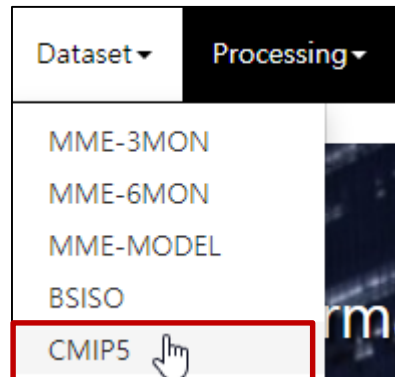 Dataset Processing
MME-3MON
MME-6MON
MME-MODEL
BSISO
CMIP5